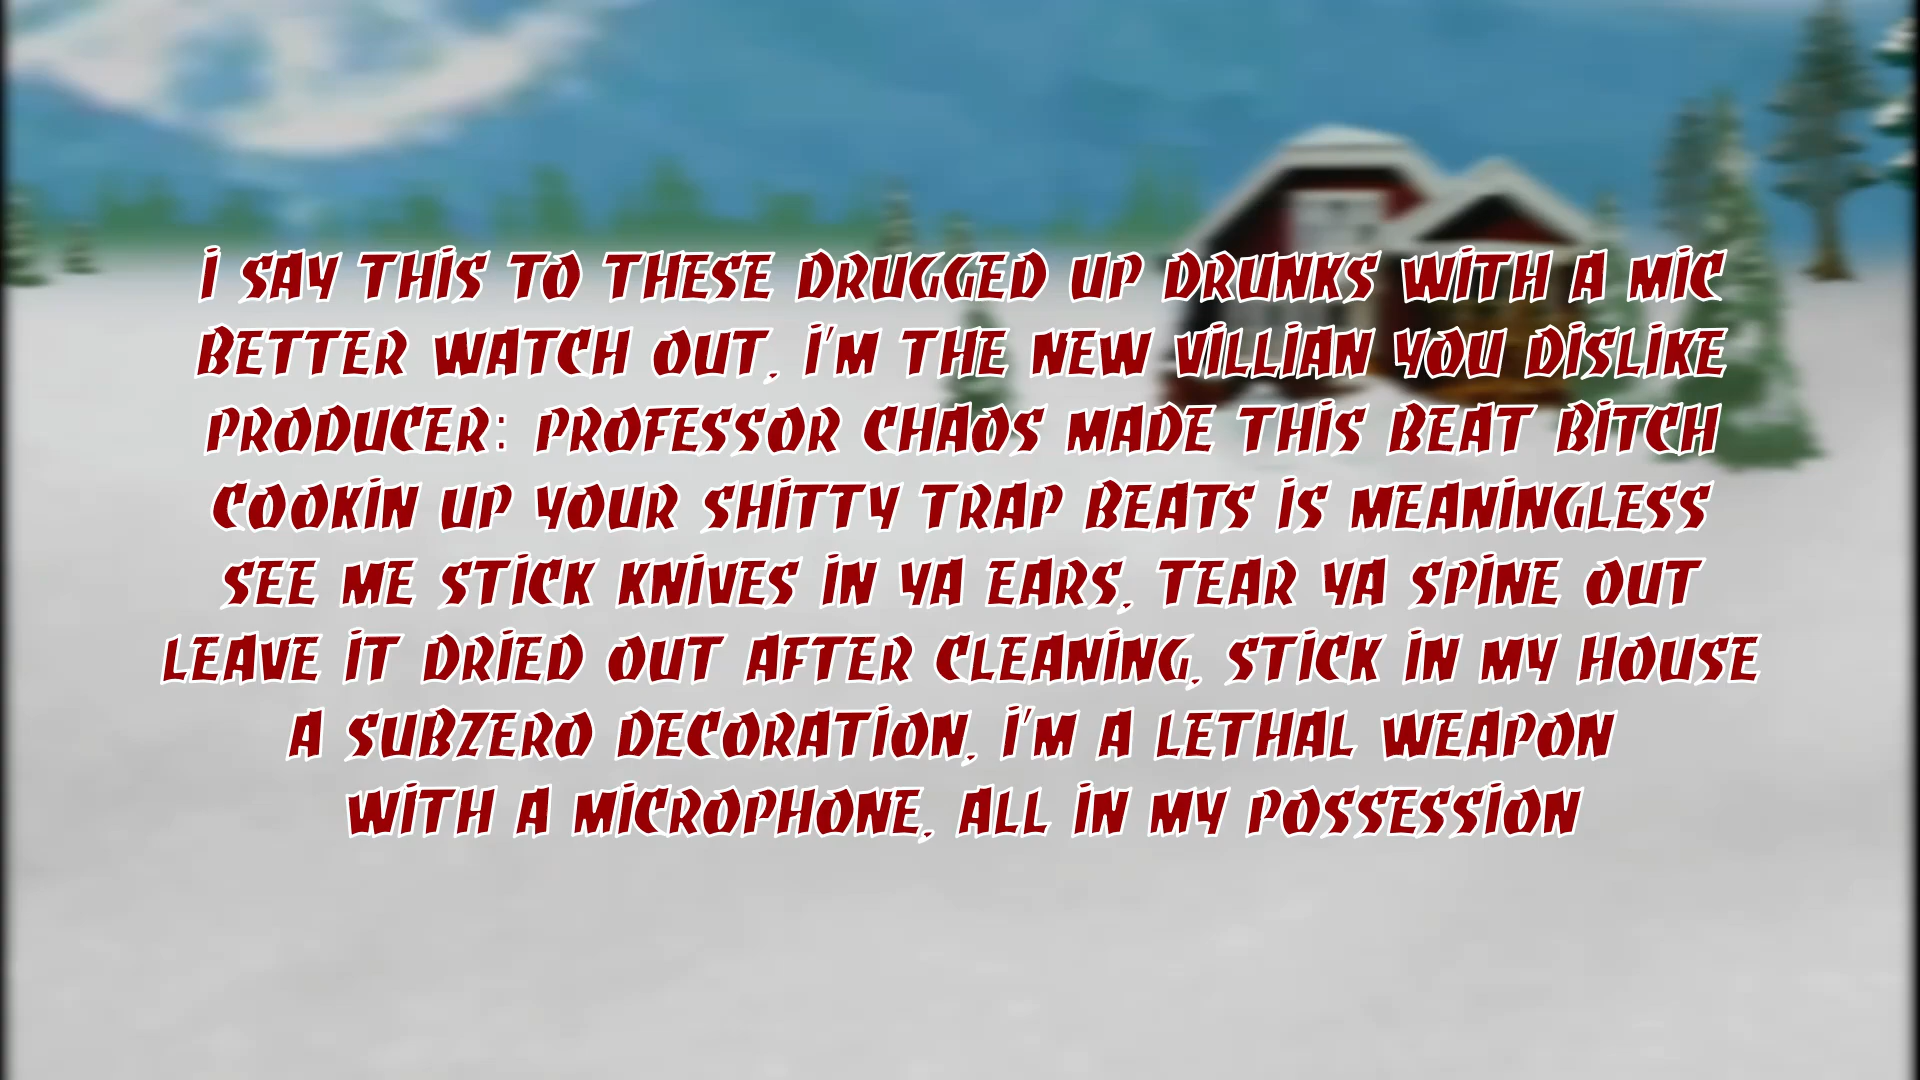 I SAY THIS TO THESE DRUGGED UP DRUNKS WITH A MIC
BETTER WATCH OUT, I'M THE NEW VILLIAN YOU DISLIKE
PRODUCER: PROFESSOR CHAOS MADE THIS BEAT BITCH
COOKIN UP YOUR SHITTY TRAP BEATS IS MEANINGLESS
SEE ME STICK KNIVES IN YA EARS, TEAR YA SPINE OUT
LEAVE IT DRIED OUT AFTER CLEANING, STICK IN MY HOUSE
A SUBZERO DECORATION, I'M A LETHAL WEAPON
WITH A MICROPHONE, ALL IN MY POSSESSION